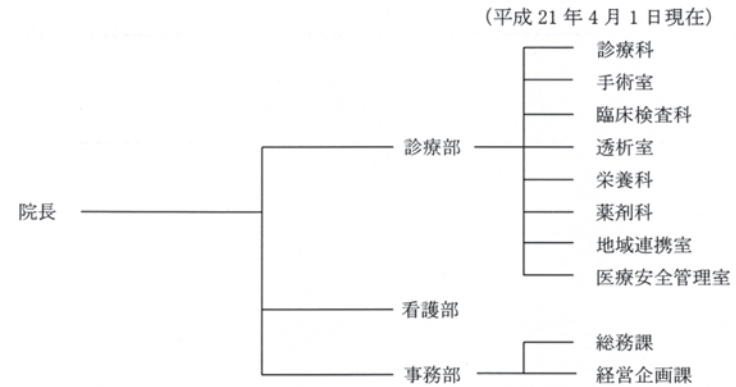 (平成 21 年 4 月 1 日現在)
診療科
手術室
臨床検査科
診療部
透析室
栄養科
院長
薬剤科
地域連携室
医療安全管理室
看護部
総務課
事務部
経営企画課